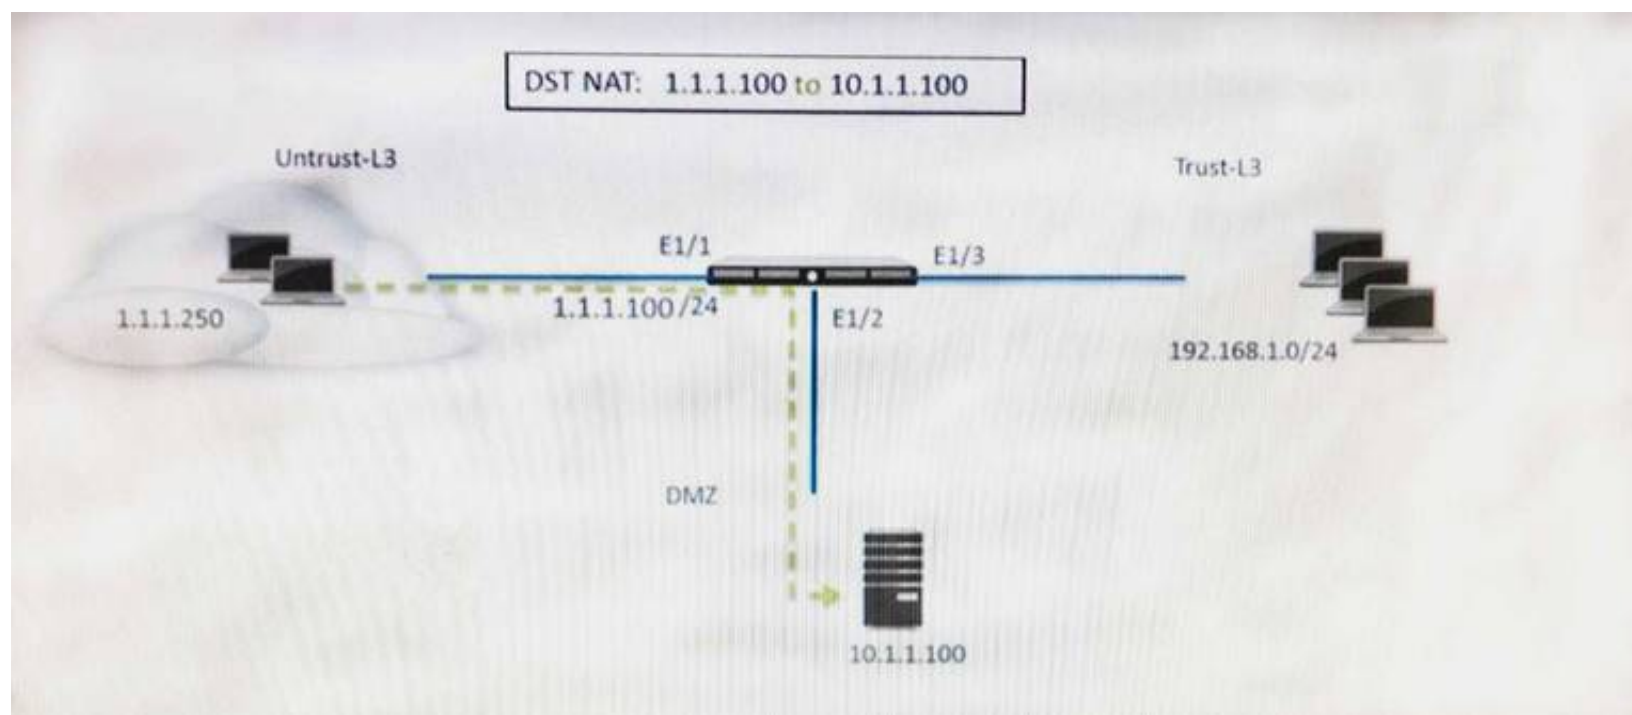 DST NAT: 1.1.1.100 to 10.1.1.100
Untrust-L3
Trust-L3
E1/1
E1/3
1.1.1.250
1.1.1.100/24
E1/2
192.168.1.0/24
DMZ
10.1.1.100